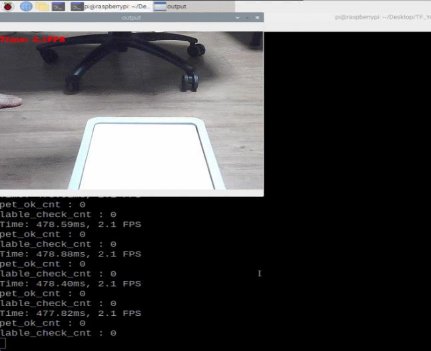 pi@raspberrypi: ~/De...
output
output
pi@raspberrypi: ~/Desktop/TF_
pet_ok_cnt : 0
lable_check_cnt : 0
Time: 478.59ms, 2.1 FPS
pet_ok_cnt : 0
lable_check_cnt : 0
Time: 478.88ms, 2.1 FPS
pet_ok_cnt : 0
lable_check_cnt : 0
Time: 478.40ms, 2.1 FPS
pet_ok_cnt : 0
lable_check_cnt : 0
Time: 477.82ms, 2.1 FPS
pet_ok_cnt : 0
lable_check_cnt : 0